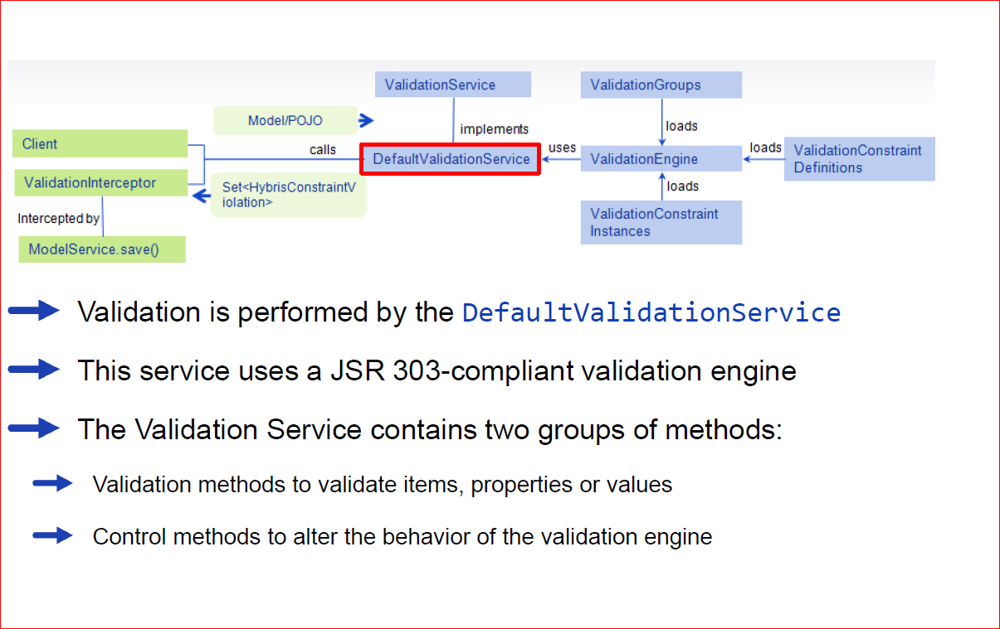 ValidationService
ValidationGroups
Model/POJO
implements
loads
Client
calls
DefaultValidationService
uses
ValidationEngine
loads
ValidationConstraint
Definitions
ValidationInterceptor
Set<HybrisConstraintV
iolation>
loads
Intercepted by
ValidationConstraint
Instances
ModelService.save()
Validation is performed by the DefaultValidationService
This service uses a JSR 303-compliant validation engine
The Validation Service contains two groups of methods:
Validation methods to validate items, properties or values
Control methods to alter the behavior of the validation engine